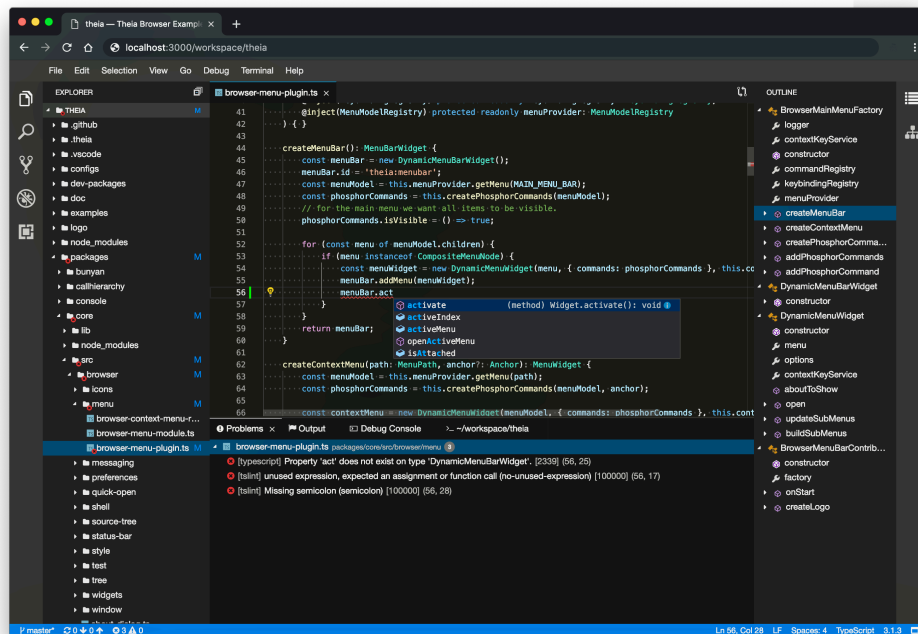 theia — Theia Browser Exampl
localhost:3000/workspace/theia
File Edit Selection View Go Debug Terminal Help
EXPLORER
THEIA M
.github
.theia
.vscode
configs
dev-packages
doc
examples
logo
node_modules
packages M
bunyan
callhierarchy
console
core M
lib
node_modules
src M
browser M
icons
menu M
browser-context-menu-r...
browser-menu-module.ts
browser-menu-plugin.ts M
messaging
preferences
quick-open
shell
source-tree
status-bar
style
test
tree
widgets
window
browser-menu-plugin.ts
41 @inject(MenuModelRegistry) protected readonly menuProvider: MenuModelRegistry
42 ) { }
43
44 createMenuBar(): MenuBarWidget {
45 const menuBar = new DynamicMenuBarWidget();
46 menuBar.id = 'theia:menubar';
47 const menuModel = this.menuProvider.getMenu(MAIN_MENU_BAR);
48 const phosphorCommands = this.createPhosphorCommands(menuModel);
49 // for the main menu we want all items to be visible.
50 phosphorCommands.isVisible = () => true;
51
52 for (const menu of menuModel.children) {
53 if (menu instanceof CompositeMenuNode) {
54 const menuWidget = new DynamicMenuWidget(menu, { commands: phosphorCommands }, this.co
55 menuBar.addMenu(menuWidget);
56 menuBar.act
57 }
58 }
59 return menuBar;
60 }
61
62 createContextMenu(path: MenuPath, anchor?: Anchor): MenuWidget {
63 const menuModel = this.menuProvider.getMenu(path);
64 const phosphorCommands = this.createPhosphorCommands(menuModel, anchor);
65
66 const contextMenu = new DynamicMenuWidget(menuModel, { commands: phosphorCommands }, this.cont
activate (method) Widget.activate(): void
activeIndex
activeMenu
openActiveMenu
isAttached
Problems Output Debug Console ~/workspace/theia
browser-menu-plugin.ts packages/core/src/browser/menu 3
[typescript] Property 'act' does not exist on type 'DynamicMenuBarWidget'. [2339] (56, 25)
[tslint] unused expression, expected an assignment or function call (no-unused-expression) [100000] (56, 17)
[tslint] Missing semicolon (semicolon) [100000] (56, 28)
OUTLINE
BrowserMainMenuFactory
logger
contextKeyService
constructor
commandRegistry
keybindingRegistry
menuProvider
createMenuBar
createContextMenu
createPhosphorComma...
addPhosphorCommands
addPhosphorCommand
DynamicMenuBarWidget
constructor
DynamicMenuWidget
constructor
menu
options
contextKeyService
aboutToShow
open
updateSubMenus
buildSubMenus
BrowserMenuBarContrib...
constructor
factory
onStart
createLogo
master* 0 0 3 0
Ln 56, Col 28 LF Spaces: 4 TypeScript 3.1.3